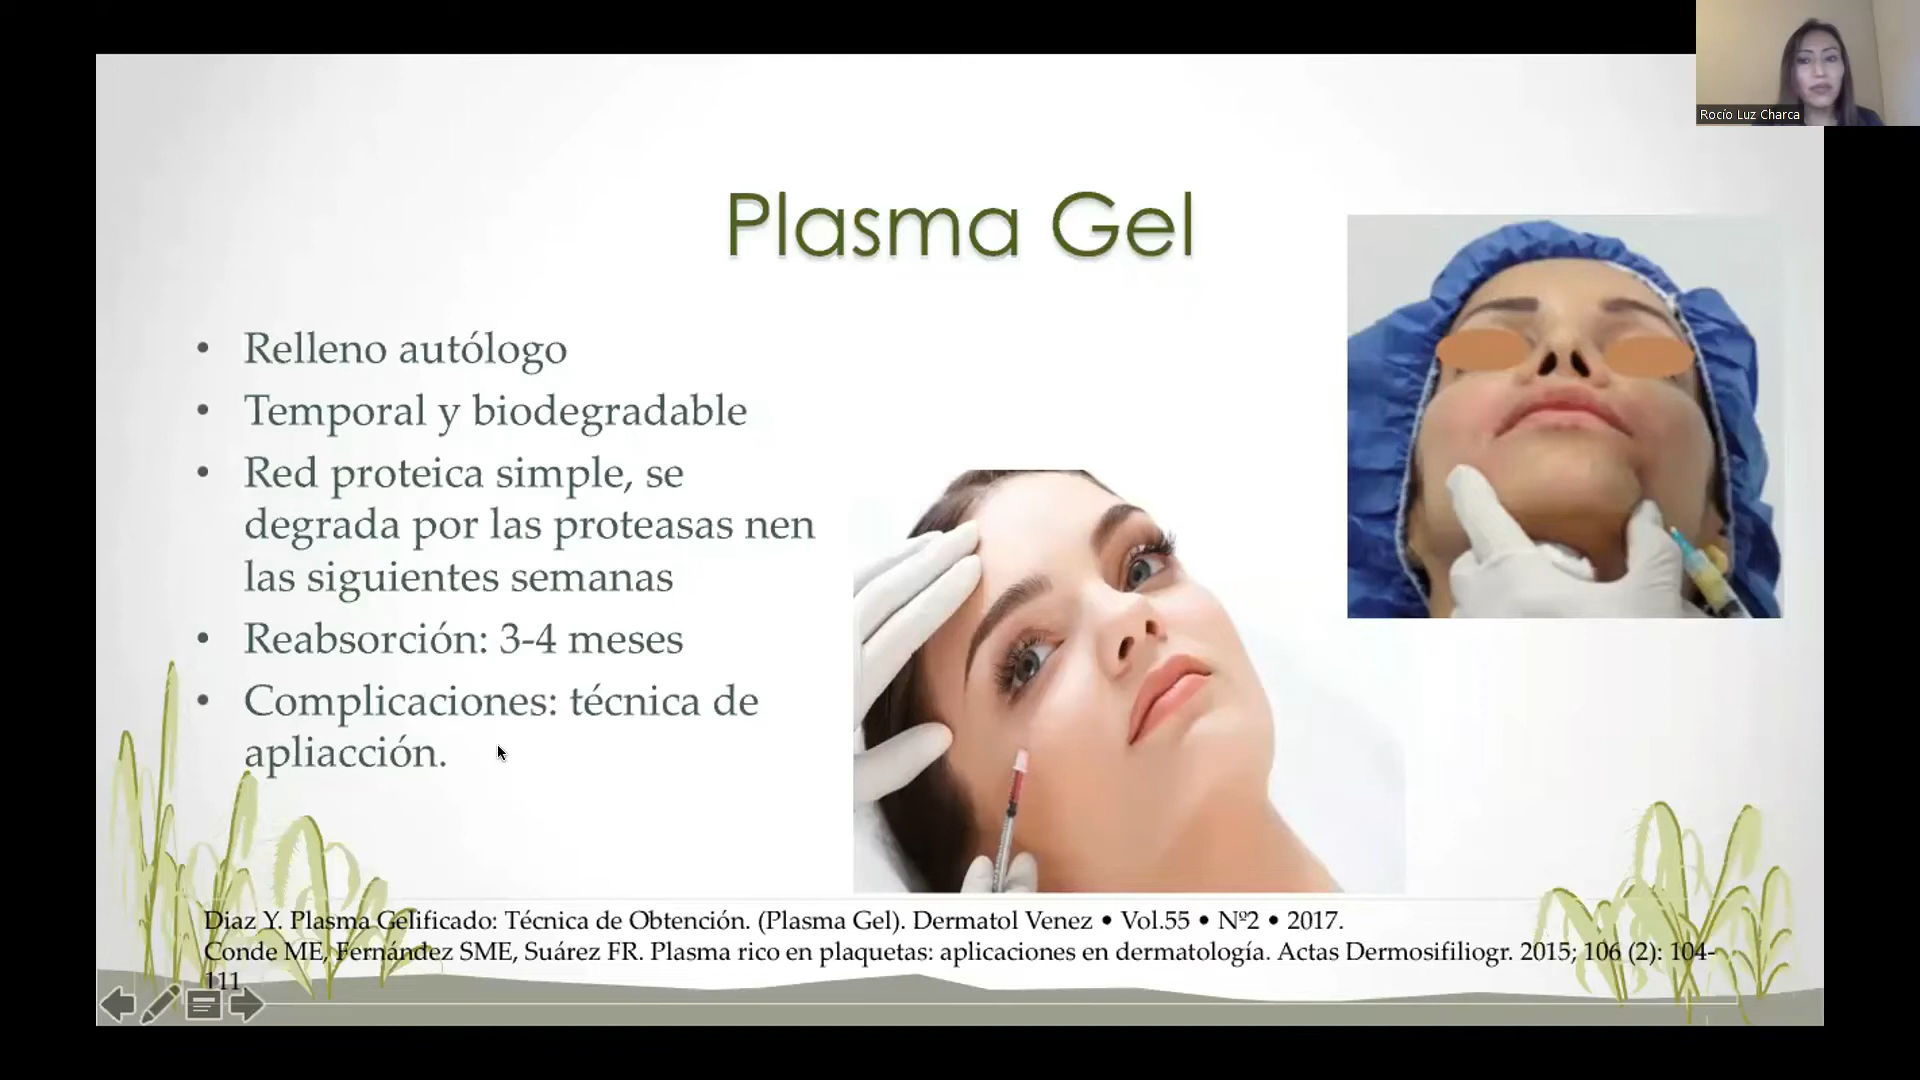 Rocío Luz Charca
Plasma Gel
• Relleno autólogo
• Temporal y biodegradable
• Red proteica simple, se
degrada por las proteasas nen
las siguientes semanas
• Reabsorción: 3-4 meses
• Complicaciones: técnica de
apliacción.
Diaz Y. Plasma Gelificado: Técnica de Obtención. (Plasma Gel). Dermatol Venez • Vol.55 • Nº2 • 2017.
Conde ME, Fernández SME, Suárez FR. Plasma rico en plaquetas: aplicaciones en dermatología. Actas Dermosifiliogr. 2015; 106 (2): 104-
111